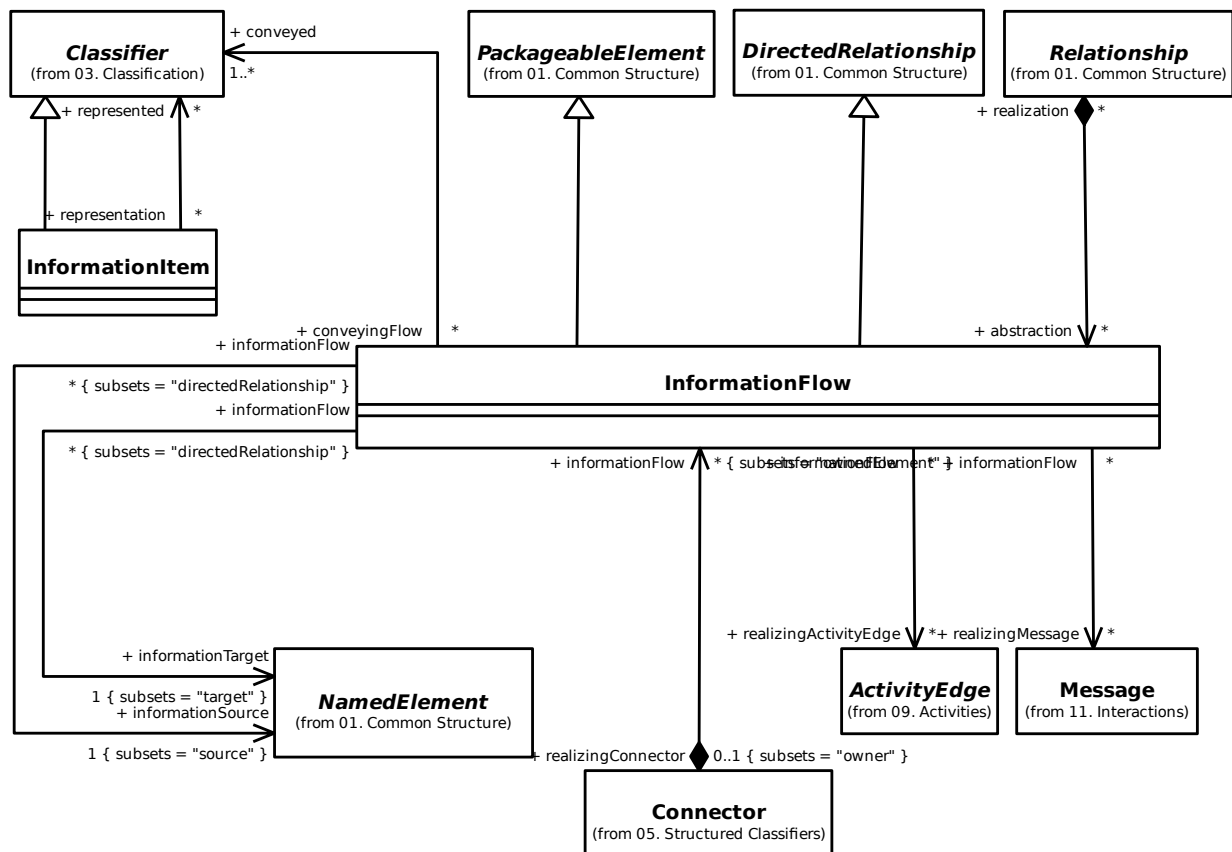 Classifier
(from 03. Classification)
+ conveyed
1..*
PackageableElement
(from 01. Common Structure)
DirectedRelationship
(from 01. Common Structure)
Relationship
(from 01. Common Structure)
+ represented *
+ realization *
+ representation *
InformationItem
+ conveyingFlow *
+ abstraction *
+ informationFlow
* { subsets = "directedRelationship" }
InformationFlow
+ informationFlow
* { subsets = "directedRelationship" }
+ informationFlow * { subsets = "ownedElement" }
+ informationFlow *
+ informationFlow *
+ realizingActivityEdge *
+ realizingMessage *
+ informationTarget
1 { subsets = "target" }
+ informationSource
1 { subsets = "source" }
NamedElement
(from 01. Common Structure)
ActivityEdge
(from 09. Activities)
Message
(from 11. Interactions)
+ realizingConnector 0..1 { subsets = "owner" }
Connector
(from 05. Structured Classifiers)